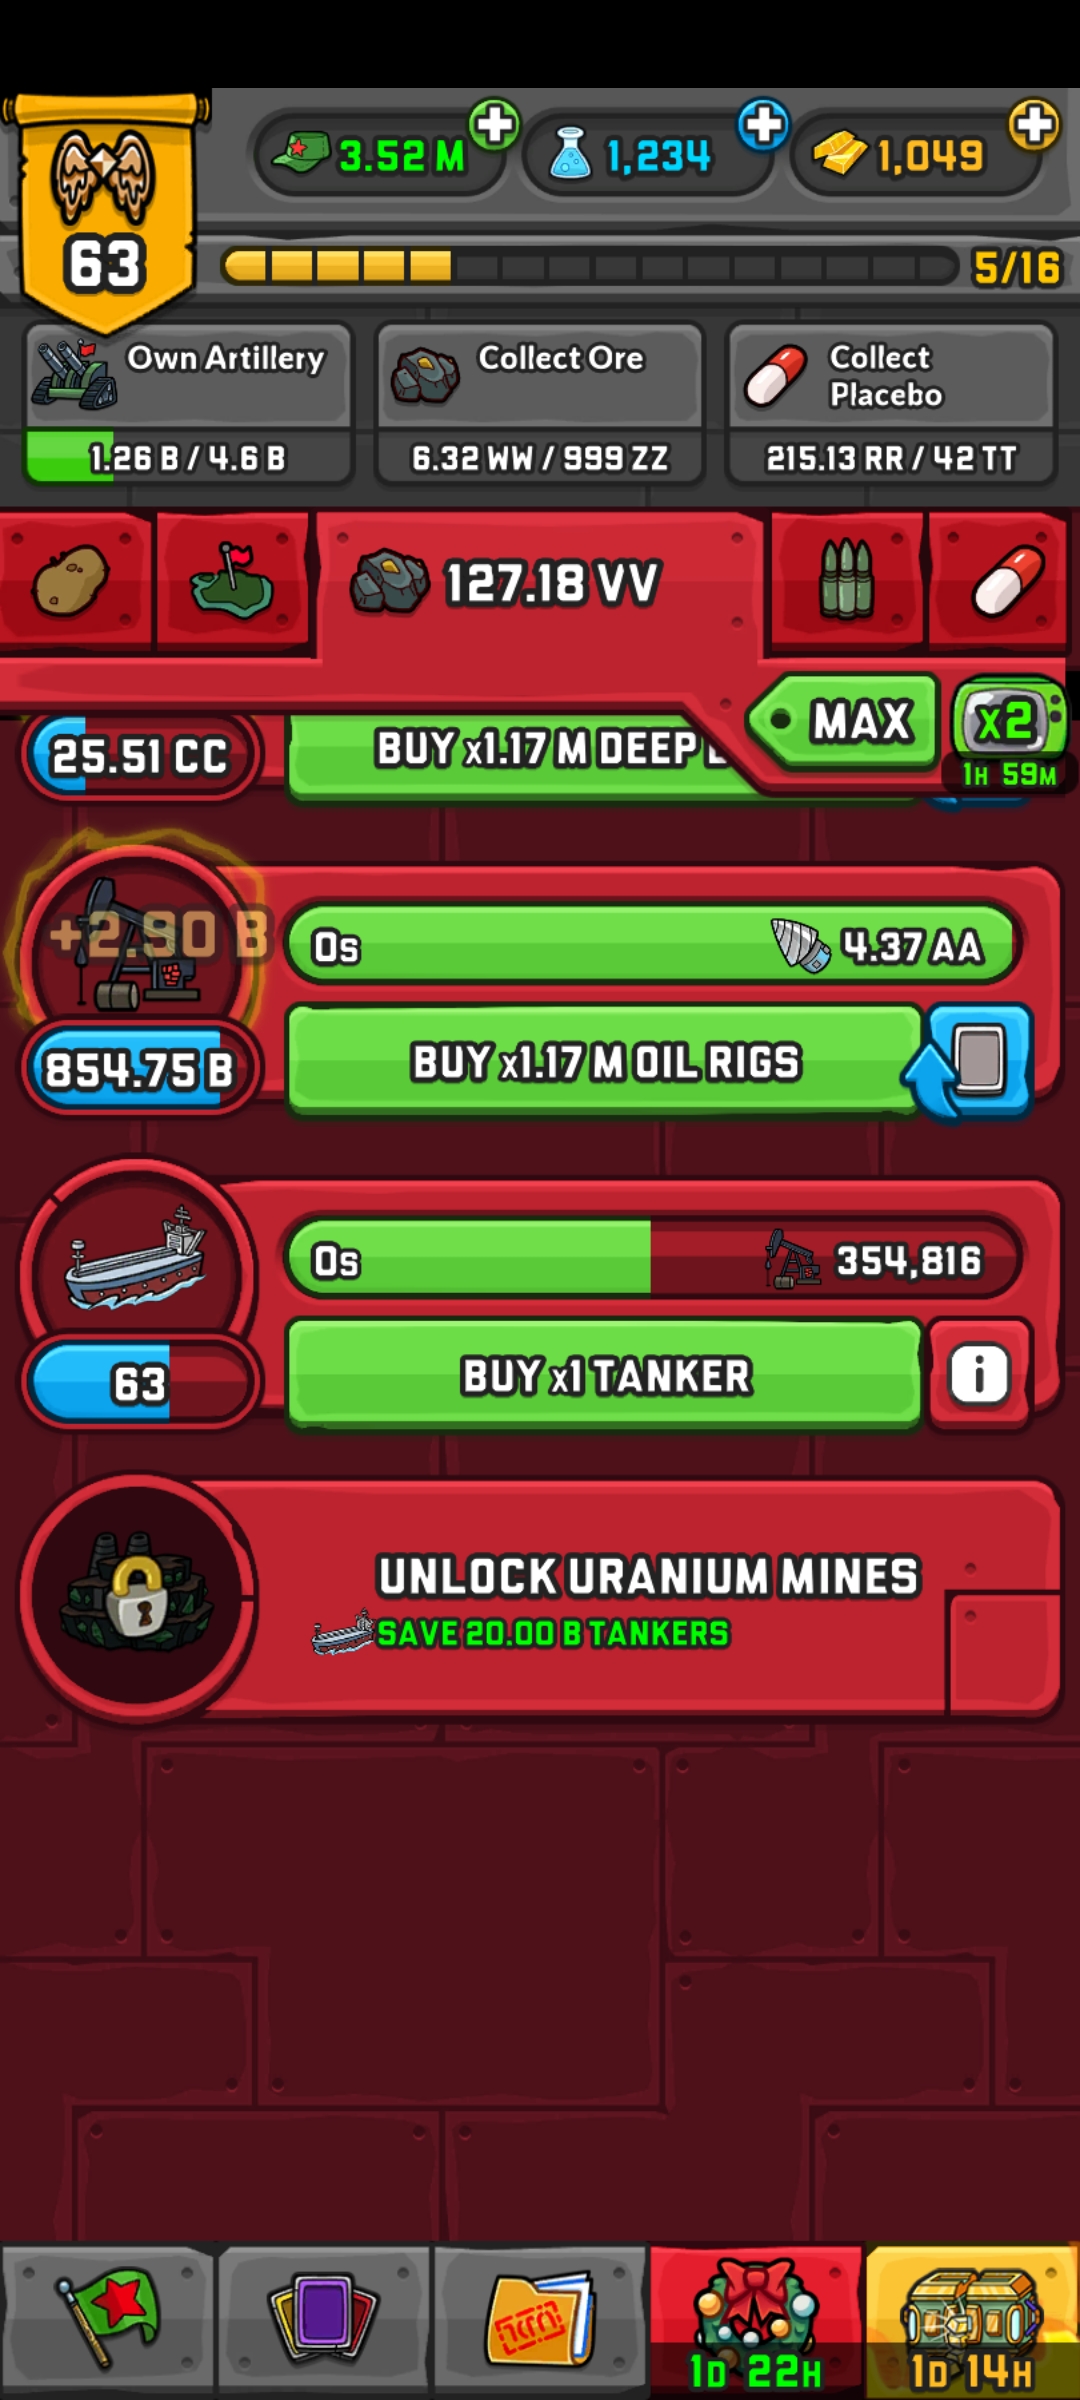 3.52 M
1,234
1,049
63
5/16
Own Artillery
1.26 B / 4.6 B
Collect Ore
6.32 WW / 999 ZZ
Collect
Placebo
215.13 RR / 42 TT
127.18 VV
MAX
x2
1H 59M
25.51 CC
BUY x1.17 M DEEP
+2.90 B
0s
4.37 AA
854.75 B
BUY x1.17 M OIL RIGS
0s
354,816
63
BUY x1 TANKER
i
UNLOCK URANIUM MINES
SAVE 20.00 B TANKERS
1D 22H
1D 14H